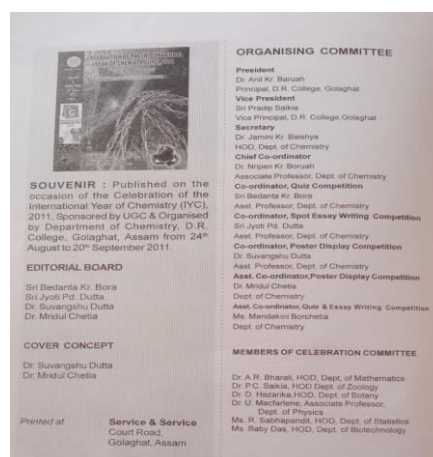 CELEBRATION OF THE INTERNATIONAL
YEAR OF CHEMISTRY (IYC), 2011
SOUVENIR : Published on the
occasion of the Celebration of the
International Year of Chemistry (IYC),
2011, Sponsored by UGC & Organised
by Department of Chemistry, D.R.
College, Golaghat, Assam from 24th
August to 20th September 2011.
EDITORIAL BOARD
Sri Bedanta Kr. Bora
Sri Jyoti Pd. Dutta
Dr. Suvangshu Dutta
Dr. Mridul Chetia
COVER CONCEPT
Dr. Suvangshu Dutta
Dr. Mridul Chetia
Printed at : Service & Service
Court Road,
Golaghat, Assam
ORGANISING COMMITTEE
President
Dr. Anil Kr. Baruah
Principal, D.R. College, Golaghat
Vice President
Sri Pradip Saikia
Vice Principal, D.R. College, Golaghat
Secretary
Dr. Jamini Kr. Baishya
HOD, Dept. of Chemistry
Chief Co-ordinator
Dr. Nripen Kr. Boruah
Associate Professor, Dept. of Chemistry
Co-ordinator, Quiz Competition
Sri Bedanta Kr. Bora
Asst. Professor, Dept. of Chemistry
Co-ordinator, Spot Essay Writing Competition
Sri Jyoti Pd. Dutta
Asst. Professor, Dept. of Chemistry
Co-ordinator, Poster Display Competition
Dr. Suvangshu Dutta
Asst. Professor, Dept. of Chemistry
Asst. Co-ordinator,Poster Display Competition
Dr. Mridul Chetia
Dept. of Chemistry
Asst. Co-ordinator, Quiz & Essay Writing Competition
Ms. Mandakini Borchetia
Dept. of Chemistry
MEMBERS OF CELEBRATION COMMITTEE
Dr. A.R. Bharali, HOD, Dept, of Mathematics
Dr. P.C. Saikia, HOD Dept. of Zoology
Dr. D. Hazarika,HOD, Dept. of Botany
Dr. U. Macfarlene, Associate Professor,
Dept. of Physics
Ms. R. Sabhapandit, HOD, Dept. of Statistics
Ms. Baby Das, HOD, Dept. of Biotechnology